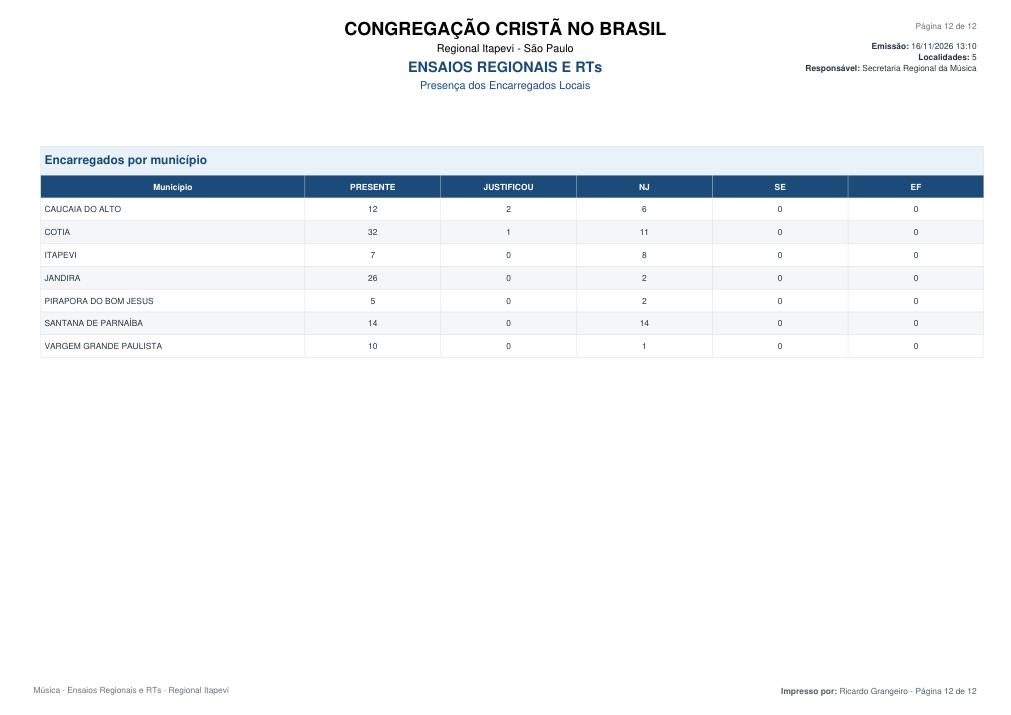 CONGREGAÇÃO CRISTÃ NO BRASIL
Regional Itapevi - São Paulo
ENSAIOS REGIONAIS E RTs
Presença dos Encarregados Locais
Página 12 de 12
Emissão: 16/11/2026 13:10
Localidades: 5
Responsável: Secretaria Regional da Música
Encarregados por município
Município PRESENTE JUSTIFICOU NJ SE EF
CAUCAIA DO ALTO 12 2 6 0 0
COTIA 32 1 11 0 0
ITAPEVI 7 0 8 0 0
JANDIRA 26 0 2 0 0
PIRAPORA DO BOM JESUS 5 0 2 0 0
SANTANA DE PARNAÍBA 14 0 14 0 0
VARGEM GRANDE PAULISTA 10 0 1 0 0
Música - Ensaios Regionais e RTs - Regional Itapevi
Impresso por: Ricardo Grangeiro - Página 12 de 12